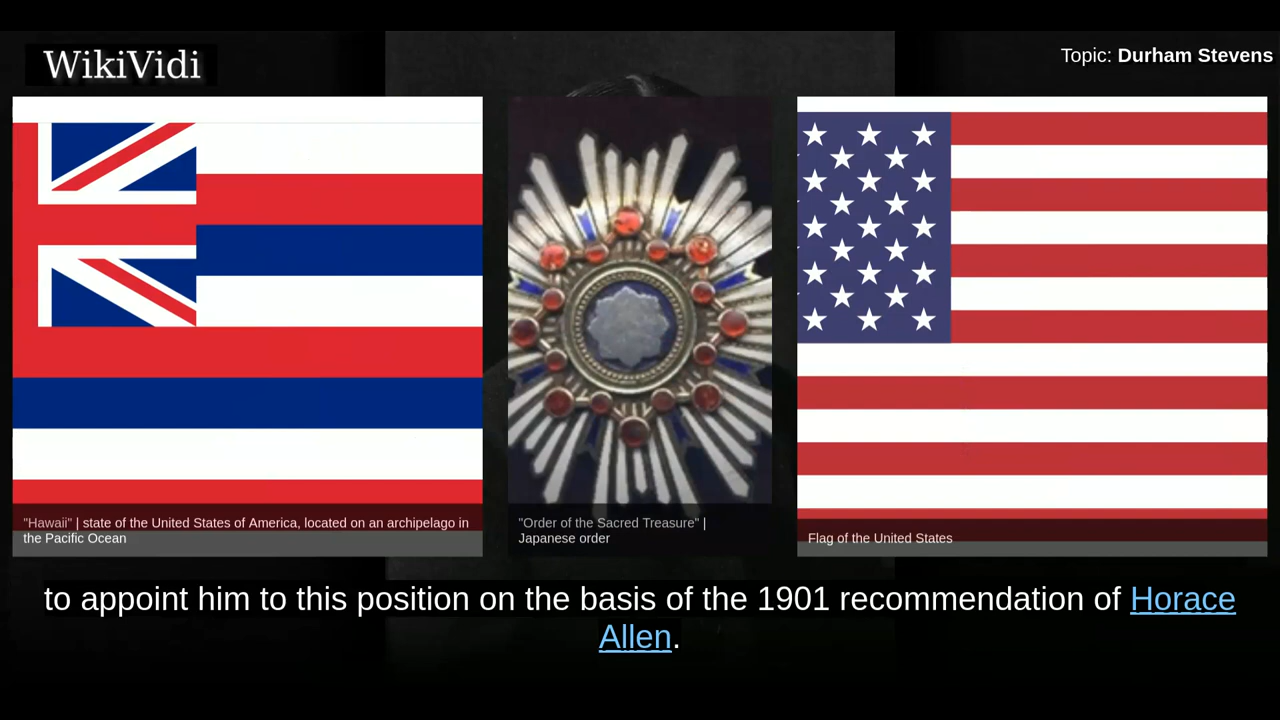 WikiVidi
Topic: Durham Stevens
"Hawaii" | state of the United States of America, located on an archipelago in
the Pacific Ocean
"Order of the Sacred Treasure" |
Japanese order
Flag of the United States
to appoint him to this position on the basis of the 1901 recommendation of Horace
Allen.